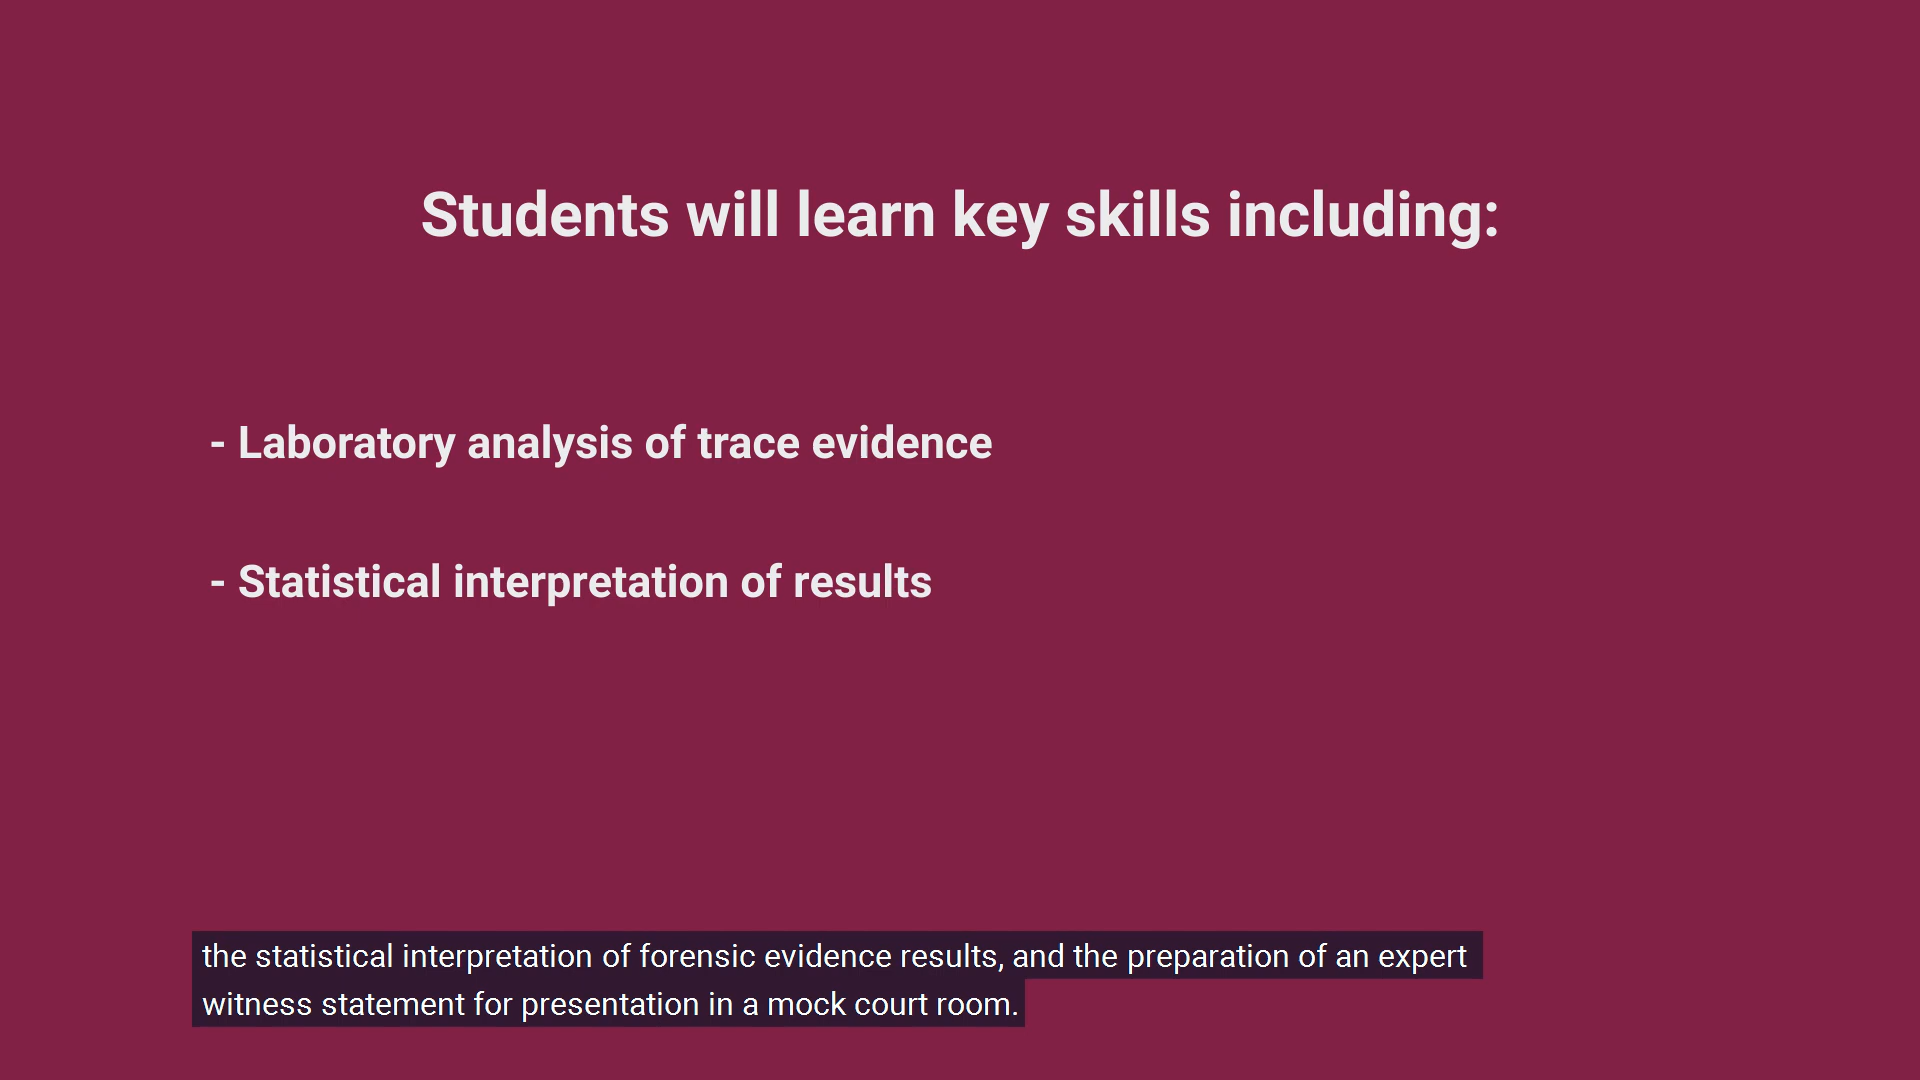 Students will learn key skills including:
- Laboratory analysis of trace evidence
- Statistical interpretation of results
the statistical interpretation of forensic evidence results, and the preparation of an expert
witness statement for presentation in a mock court room.